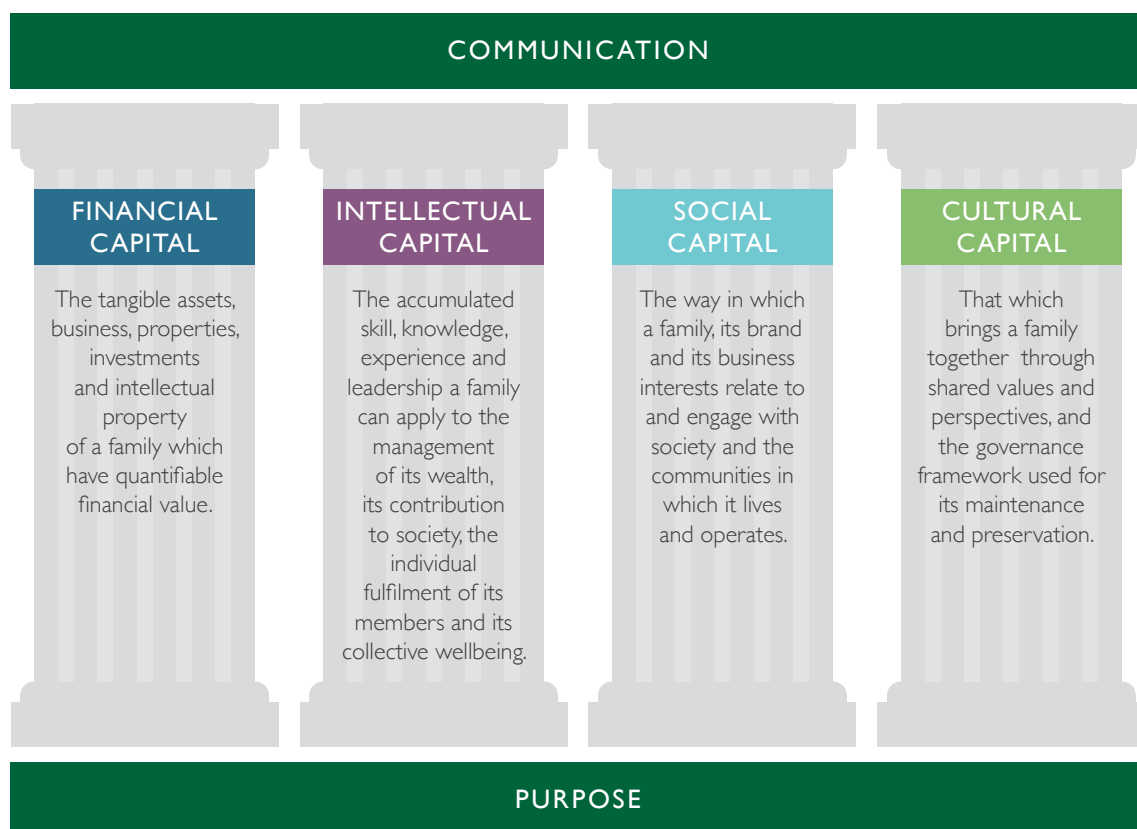 COMMUNICATION
FINANCIAL
CAPITAL
The tangible assets,
business, properties,
investments
and intellectual
property
of a family which
have quantifiable
financial value.
INTELLECTUAL
CAPITAL
The accumulated
skill, knowledge,
experience and
leadership a family
can apply to the
management
of its wealth,
its contribution
to society, the
individual
fulfilment of its
members and its
collective wellbeing.
SOCIAL
CAPITAL
The way in which
a family, its brand
and its business
interests relate to
and engage with
society and the
communities in
which it lives
and operates.
CULTURAL
CAPITAL
That which
brings a family
together through
shared values and
perspectives, and
the governance
framework used for
its maintenance
and preservation.
PURPOSE